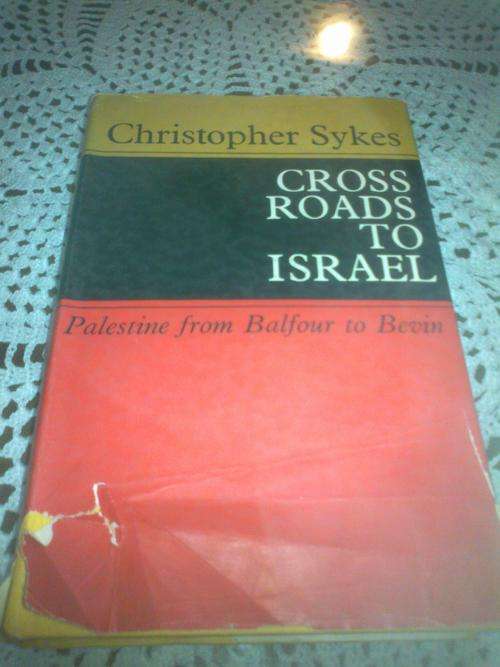 Christopher Sykes
CROSS
ROADS
TO
ISRAEL
Palestine from Balfour to Bevin